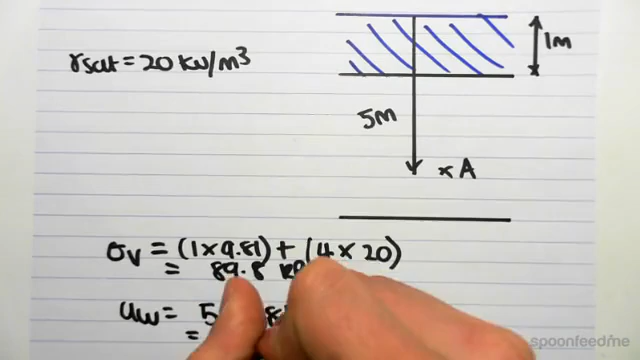 γsat = 20 kN/m³
1m
5m
x A
σv = (1 x 9.81) + (4 x 20)
= 89.8
uw = 5
=
spoonfeedme